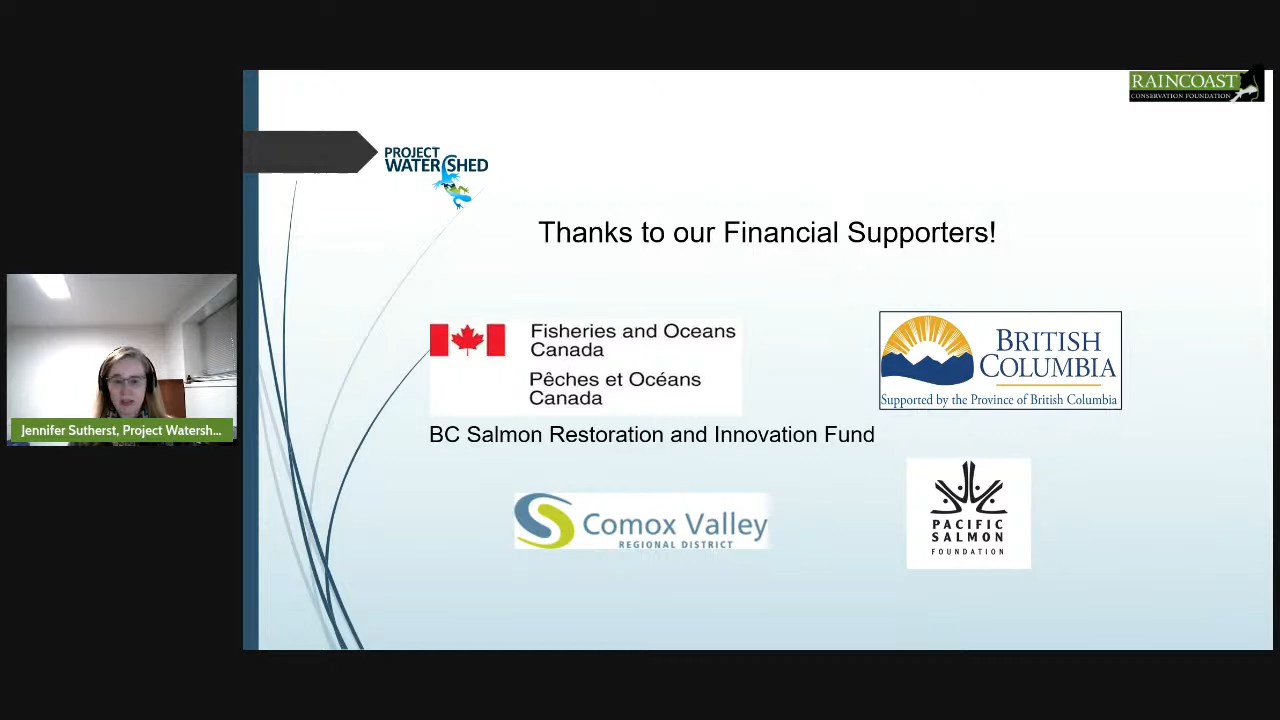 RAINCOAST
CONSERVATION FOUNDATION
PROJECT
WATERSHED
Thanks to our Financial Supporters!
Fisheries and Oceans
Canada
Pêches et Océans
Canada
BRITISH
COLUMBIA
Supported by the Province of British Columbia
Jennifer Sutherst, Project Watersh...
BC Salmon Restoration and Innovation Fund
Comox Valley
REGIONAL DISTRICT
PACIFIC
SALMON
FOUNDATION